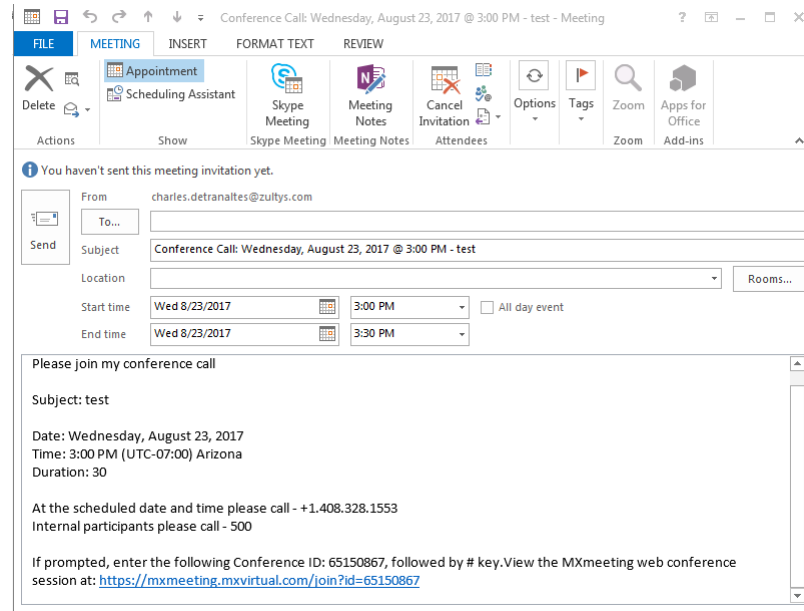 Conference Call: Wednesday, August 23, 2017 @ 3:00 PM - test - Meeting
FILE MEETING INSERT FORMAT TEXT REVIEW
Delete
Actions
Appointment
Scheduling Assistant
Show
Skype
Meeting
Skype Meeting
Meeting
Notes
Meeting Notes
Cancel
Invitation
Attendees
Options
Tags
Zoom
Zoom
Apps for
Office
Add-ins
You haven't sent this meeting invitation yet.
Send
From charles.detranaltes@zultys.com
To...
Subject Conference Call: Wednesday, August 23, 2017 @ 3:00 PM - test
Location Rooms...
Start time Wed 8/23/2017 3:00 PM All day event
End time Wed 8/23/2017 3:30 PM
Please join my conference call
Subject: test
Date: Wednesday, August 23, 2017
Time: 3:00 PM (UTC-07:00) Arizona
Duration: 30
At the scheduled date and time please call - +1.408.328.1553
Internal participants please call - 500
If prompted, enter the following Conference ID: 65150867, followed by # key.View the MXmeeting web conference
session at: https://mxmeeting.mxvirtual.com/join?id=65150867